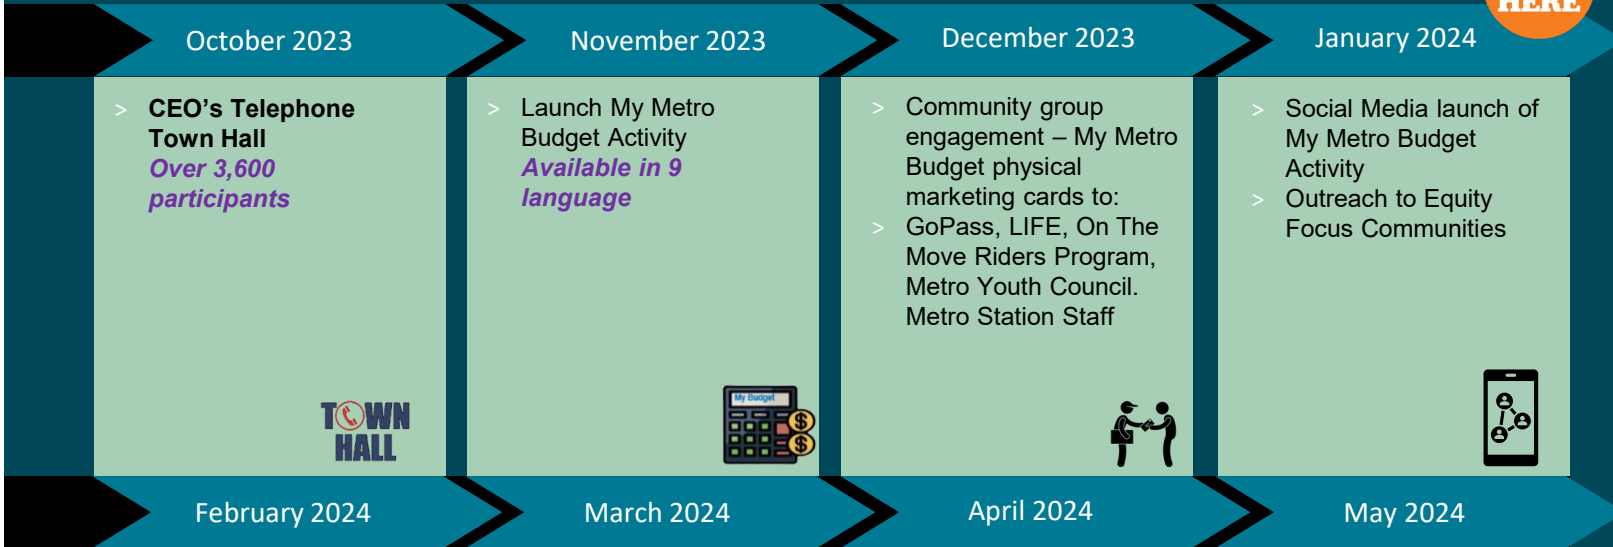 HERE
October 2023
November 2023
December 2023
January 2024
> CEO’s Telephone
Town Hall
Over 3,600
participants
TOWN
HALL
> Launch My Metro
Budget Activity
Available in 9
language
My Budget
> Community group
engagement – My Metro
Budget physical
marketing cards to:
> GoPass, LIFE, On The
Move Riders Program,
Metro Youth Council.
Metro Station Staff
> Social Media launch of
My Metro Budget
Activity
> Outreach to Equity
Focus Communities
February 2024
March 2024
April 2024
May 2024